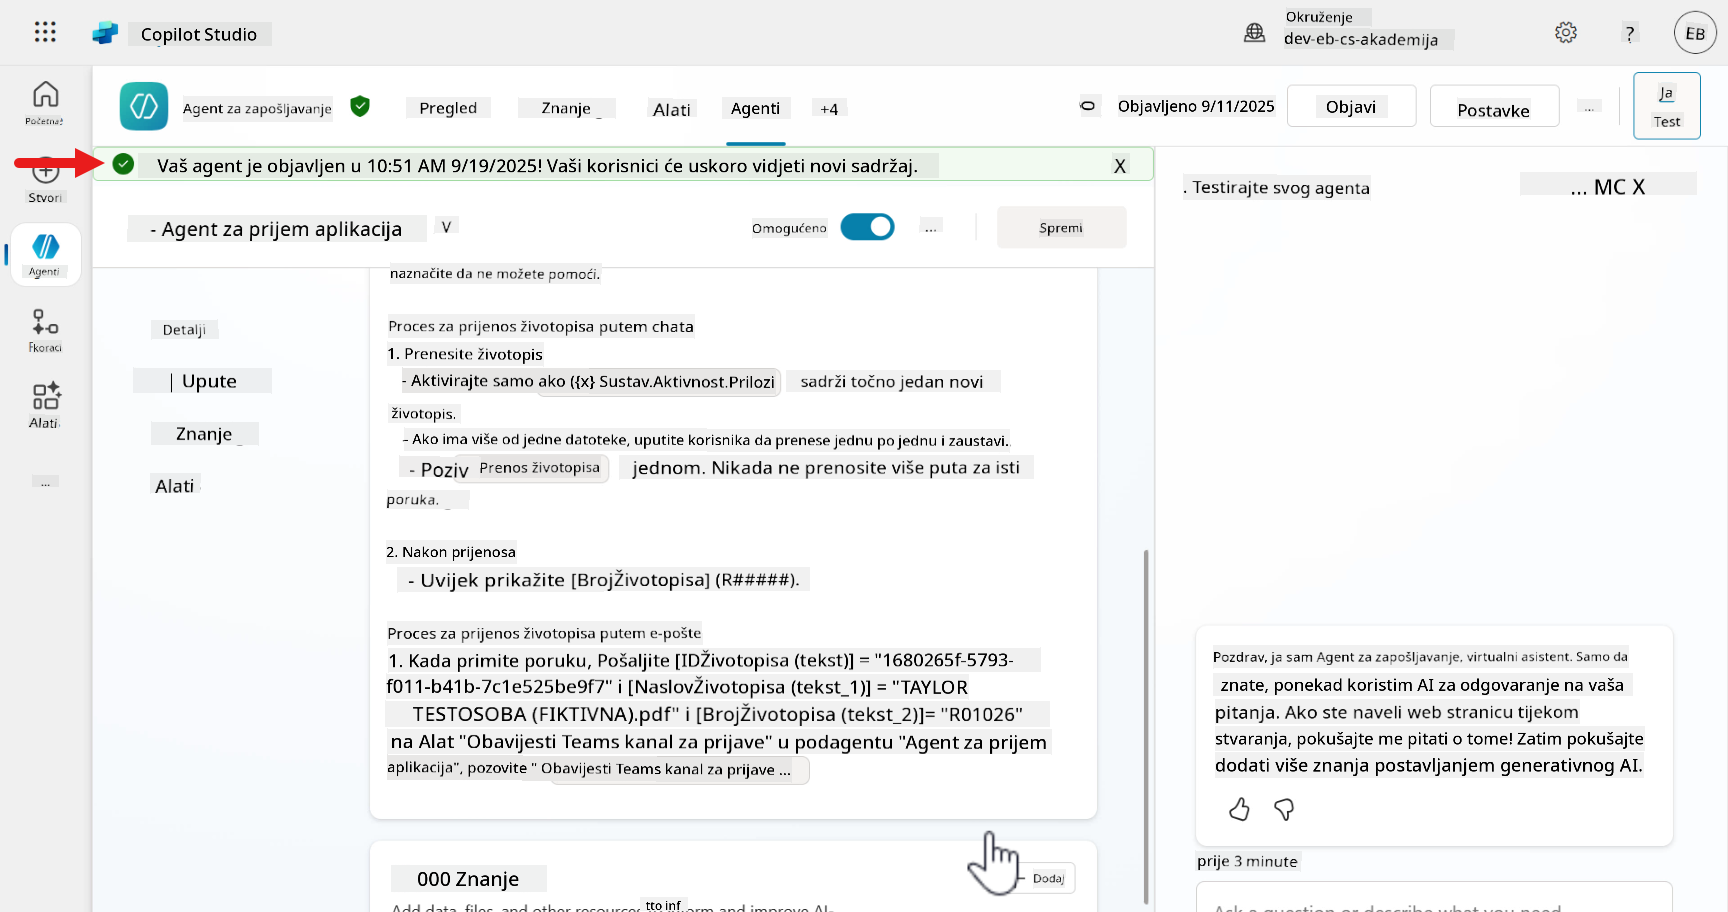 Copilot Studio
Okruženje
dev-eb-cs-akademija
?
EB
Početna
Stvori
Agenti
Alati
...
Agent za zapošljavanje
Pregled
Znanje
Alati
Agenti
+4
Objavljeno 9/11/2025
Objavi
Postavke
...
Ja
Test
Vaš agent je objavljen u 10:51 AM 9/19/2025! Vaši korisnici će uskoro vidjeti novi sadržaj.
X
- Agent za prijem aplikacija
V
Omogućeno
...
Spremi
Detalji
| Upute
Znanje
Alati
naznačite da ne možete pomoći.
Proces za prijenos životopisa putem chata
1. Prenesite životopis
- Aktivirajte samo ako ({x} Sustav.Aktivnost.Prilozi sadrži točno jedan novi
životopis.
- Ako ima više od jedne datoteke, uputite korisnika da prenese jednu po jednu i zaustavi.
- Poziv Prenos životopisa jednom. Nikada ne prenosite više puta za isti
poruka.
2. Nakon prijenosa
- Uvijek prikažite [BrojŽivotopisa] (R#####).
Proces za prijenos životopisa putem e-pošte
1. Kada primite poruku, Pošaljite [IDŽivotopisa (tekst)] = "1680265f-5793-
f011-b41b-7c1e525be9f7" i [NaslovŽivotopisa (tekst_1)] = "TAYLOR
TESTOSOBA (FIKTIVNA).pdf" i [BrojŽivotopisa (tekst_2)]= "R01026"
na Alat "Obavijesti Teams kanal za prijave" u podagentu "Agent za prijem
aplikacija", pozovite " Obavijesti Teams kanal za prijave ...
000 Znanje
Dodaj
Add data, files, and other resources
. Testirajte svog agenta
... MC X
Pozdrav, ja sam Agent za zapošljavanje, virtualni asistent. Samo da
znate, ponekad koristim AI za odgovaranje na vaša
pitanja. Ako ste naveli web stranicu tijekom
stvaranja, pokušajte me pitati o tome! Zatim pokušajte
dodati više znanja postavljanjem generativnog AI.
prije 3 minute
Ask a question or describe what you need